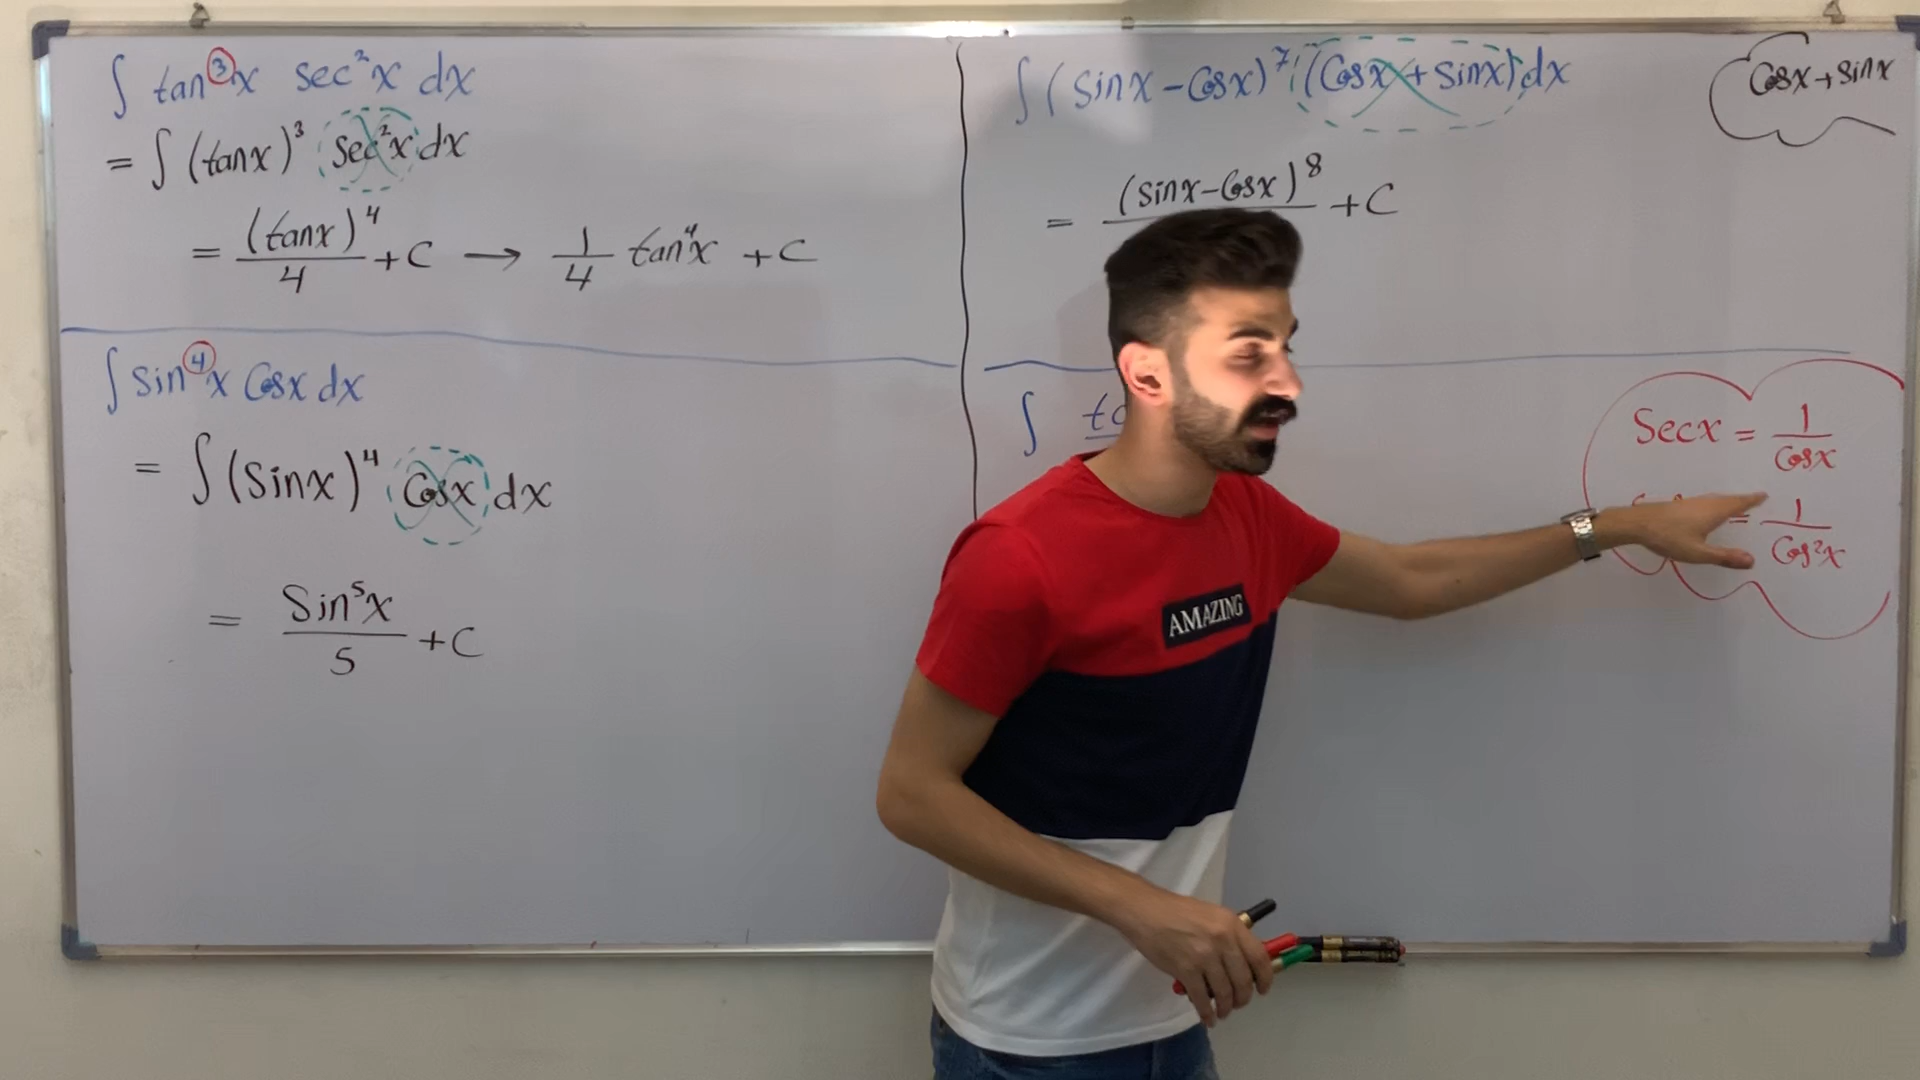 ∫ tan³x sec²x dx
= ∫ (tanx)³ sec²x dx
= (tanx)⁴/4 + C → 1/4 tan⁴x + C
∫ sin⁴x Cosx dx
= ∫ (Sinx)⁴ Cosx dx
= Sin⁵x/5 + C
∫ (sinx - Cosx)⁷ (Cosx + sinx) dx
Cosx + sinx
= (sinx - Cosx)⁸ + C
∫
Secx = 1/Cosx
= 1/Cos²x
AMAZING